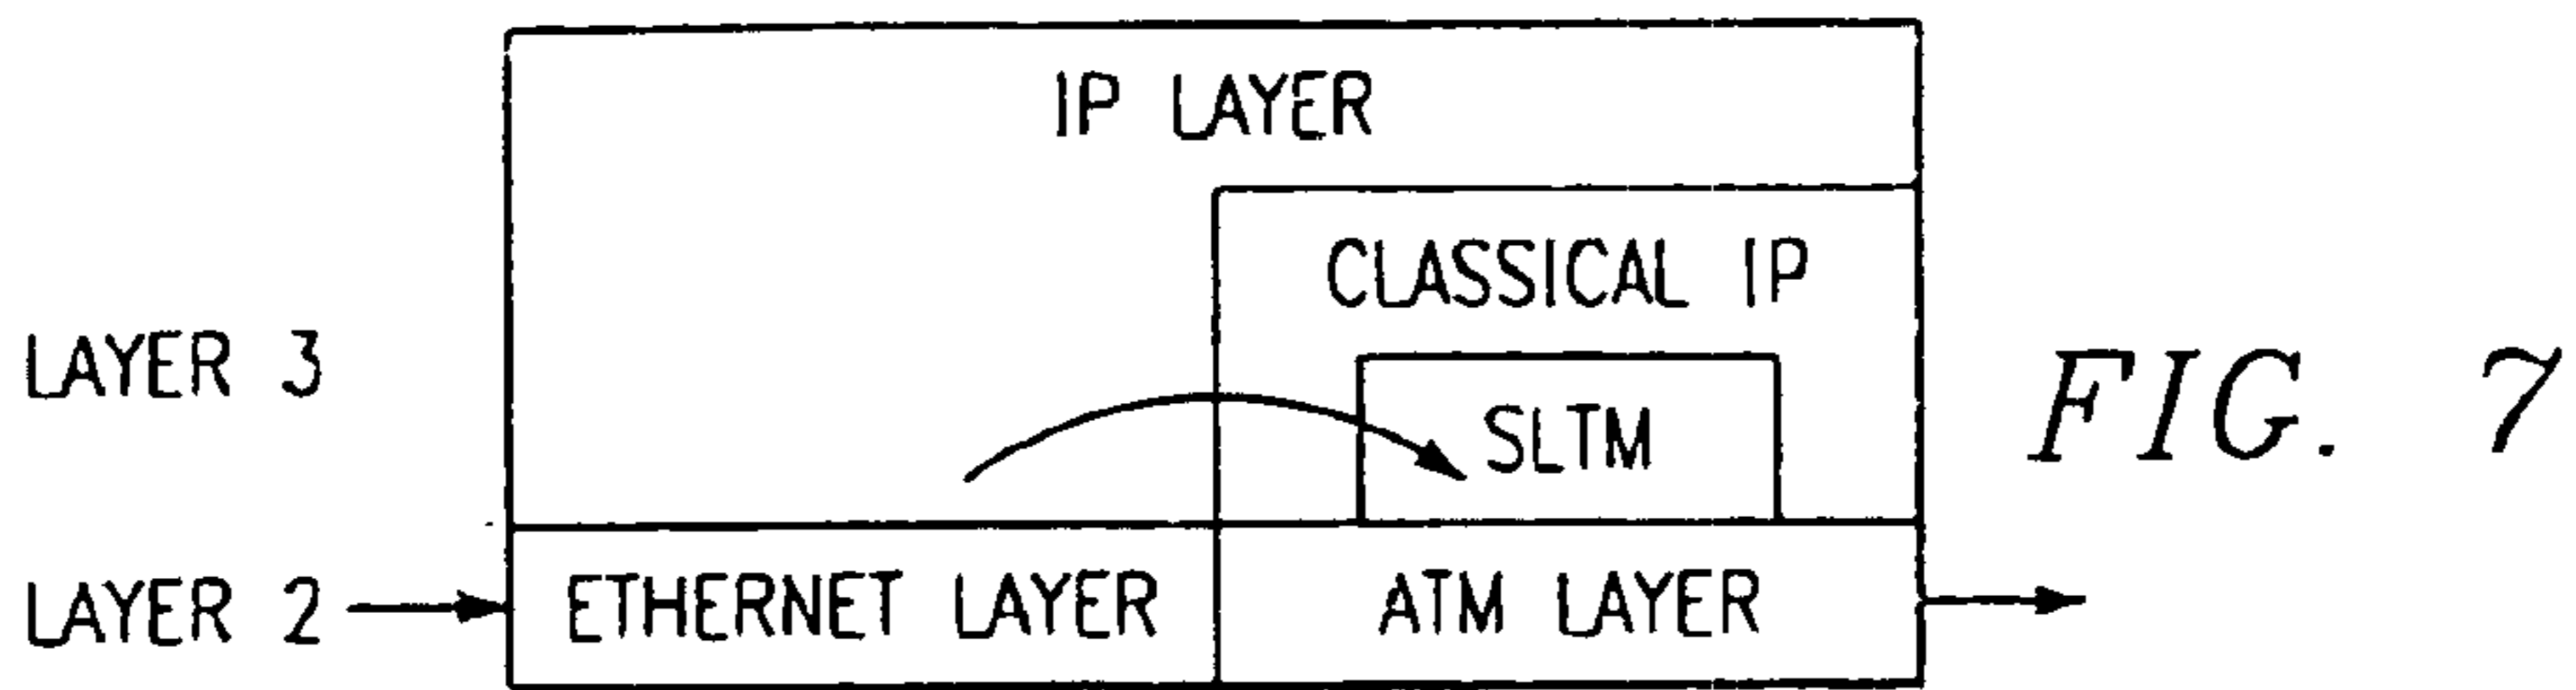 IP LAYER
CLASSICAL IP
LAYER 3
SLTM
FIG. 7
LAYER 2
ETHERNET LAYER
ATM LAYER